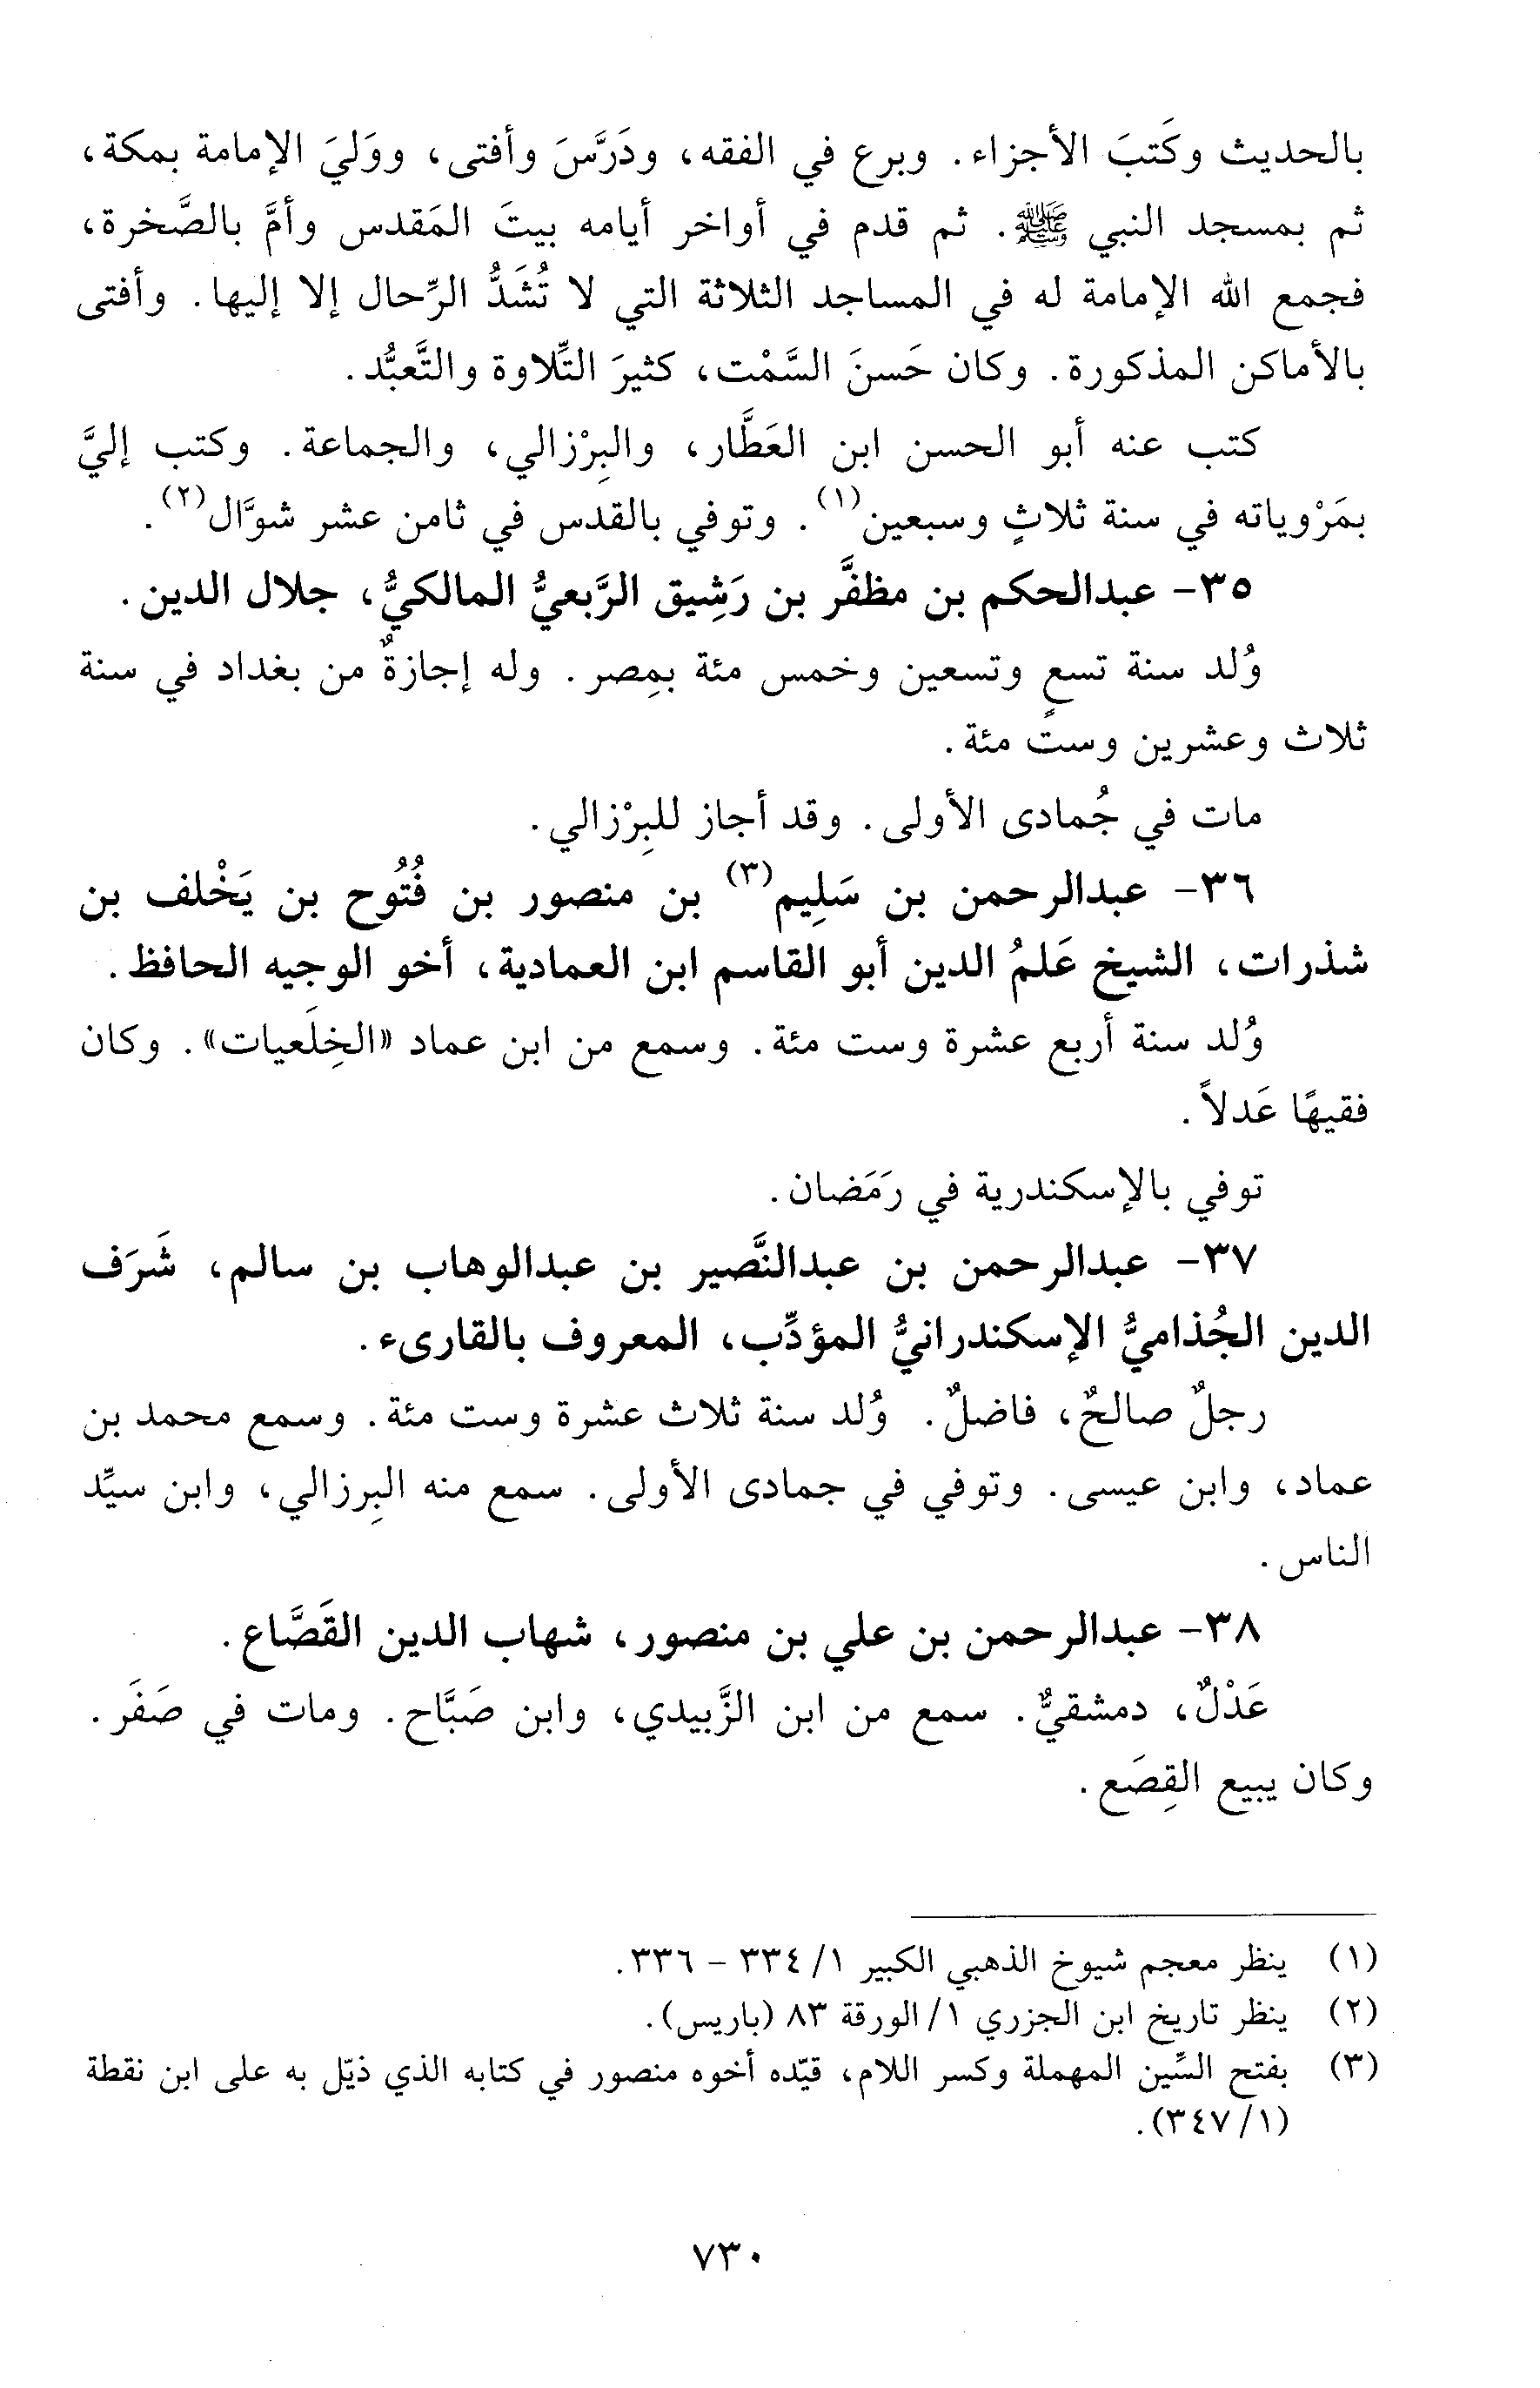 بالحديث وكَتبَ الأجزاء. وبرع في الفقه، ودَرَّسَ وأفتى، ووَليَ الإمامة بمكة،
ثم بمسجد النبي ﷺ. ثم قدم في أواخر أيامه بيتَ المَقدس وأمَّ بالصَّخرة،
فجمع الله الإمامة له في المساجد الثلاثة التي لا تُشَدُّ الرِّحال إلا إليها. وأفتى
بالأماكن المذكورة. وكان حَسنَ السَّمْت، كثيرَ التِّلاوة والتَّعبُّد.
كتب عنه أبو الحسن ابن العَطَّار، والبِرْزالي، والجماعة. وكتب إليَّ
بمَرْوياته في سنة ثلاثٍ وسبعين(١). وتوفي بالقدس في ثامن عشر شوَّال(٢).
٣٥- عبدالحكم بن مظفَّر بن رَشِيق الرَّبعيُّ المالكيُّ، جلال الدين.
وُلد سنة تسعٍ وتسعين وخمس مئة بمِصر. وله إجازةٌ من بغداد في سنة
ثلاث وعشرين وستٍ مئة.
مات في جُمادى الأولى. وقد أجاز للبِرْزالي.
٣٦- عبدالرحمن بن سَلِيم(٣) بن منصور بن فُتُوح بن يَخْلف بن
شذرات، الشيخ عَلمُ الدين أبو القاسم ابن العمادية، أخو الوجيه الحافظ.
وُلد سنة أربع عشرة وست مئة. وسمع من ابن عماد «الخِلَعيات». وكان
فقيهًا عَدلاً.
توفي بالإسكندرية في رَمَضان.
٣٧- عبدالرحمن بن عبدالنَّصير بن عبدالوهاب بن سالم، شَرَف
الدين الجُذاميُّ الإسكندرانيُّ المؤدِّب، المعروف بالقارىء.
رجلٌ صالحٌ، فاضلٌ. وُلد سنة ثلاث عشرة وست مئة. وسمع محمد بن
عماد، وابن عيسى. وتوفي في جمادى الأولى. سمع منه البِرزالي، وابن سيِّد
الناس.
٣٨- عبدالرحمن بن علي بن منصور، شهاب الدين القَصَّاع.
عَدْلٌ، دمشقيٌّ. سمع من ابن الزَّبيدي، وابن صَبَّاح. ومات في صَفَر.
وكان يبيع القِصَع.
(١) ينظر معجم شيوخ الذهبي الكبير ١/ ٣٣٤ - ٣٣٦.
(٢) ينظر تاريخ ابن الجزري ١/ الورقة ٨٣ (باريس).
(٣) بفتح السِّين المهملة وكسر اللام، قيّده أخوه منصور في كتابه الذي ذيّل به على ابن نقطة
(١/ ٣٤٧).
٧٣٠